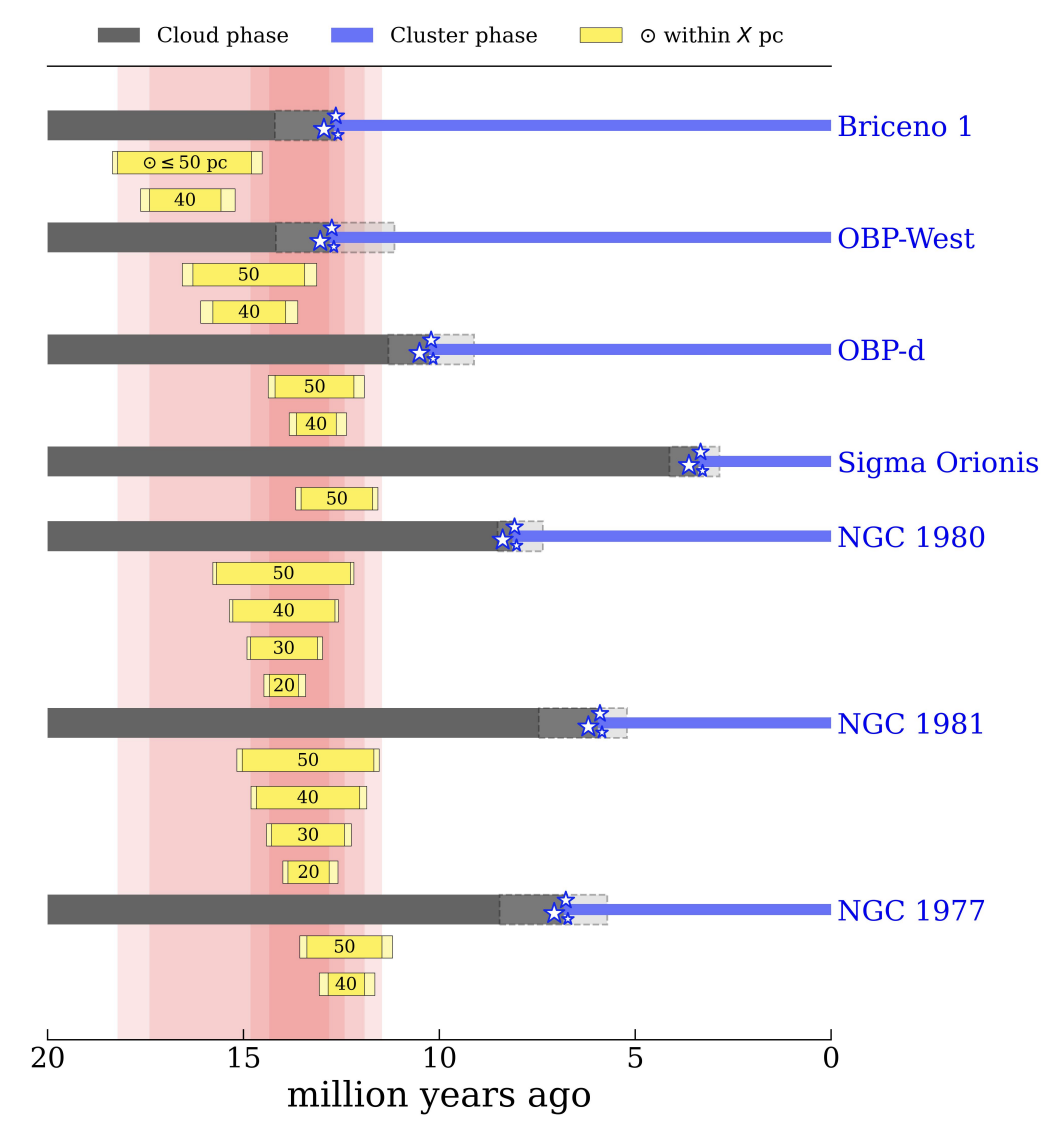 Cloud phase Cluster phase ⊙ within X pc
Briceno 1
⊙ ≤ 50 pc
40
OBP-West
50
40
OBP-d
50
40
Sigma Orionis
50
NGC 1980
50
40
30
20
NGC 1981
50
40
30
20
NGC 1977
50
40
20 15 10 5 0
million years ago